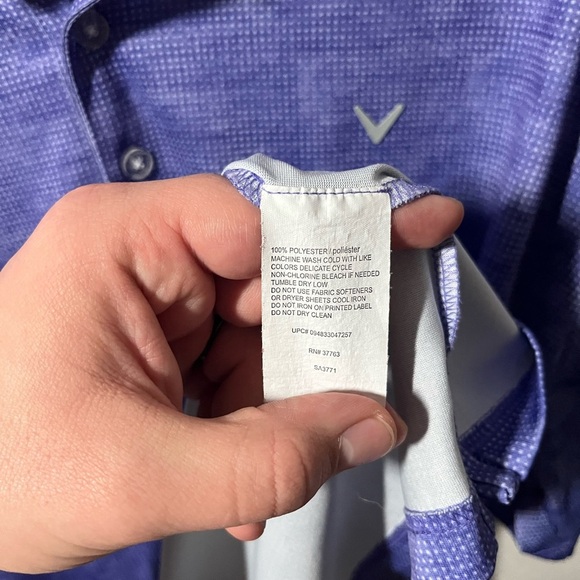 100% POLYESTER / poliéster
MACHINE WASH COLD WITH LIKE
COLORS DELICATE CYCLE
NON-CHLORINE BLEACH IF NEEDED
TUMBLE DRY LOW
DO NOT USE FABRIC SOFTENERS
OR DRYER SHEETS COOL IRON
DO NOT IRON ON PRINTED LABEL
DO NOT DRY CLEAN
UPC# 094833047257
RN# 37763
SA3771